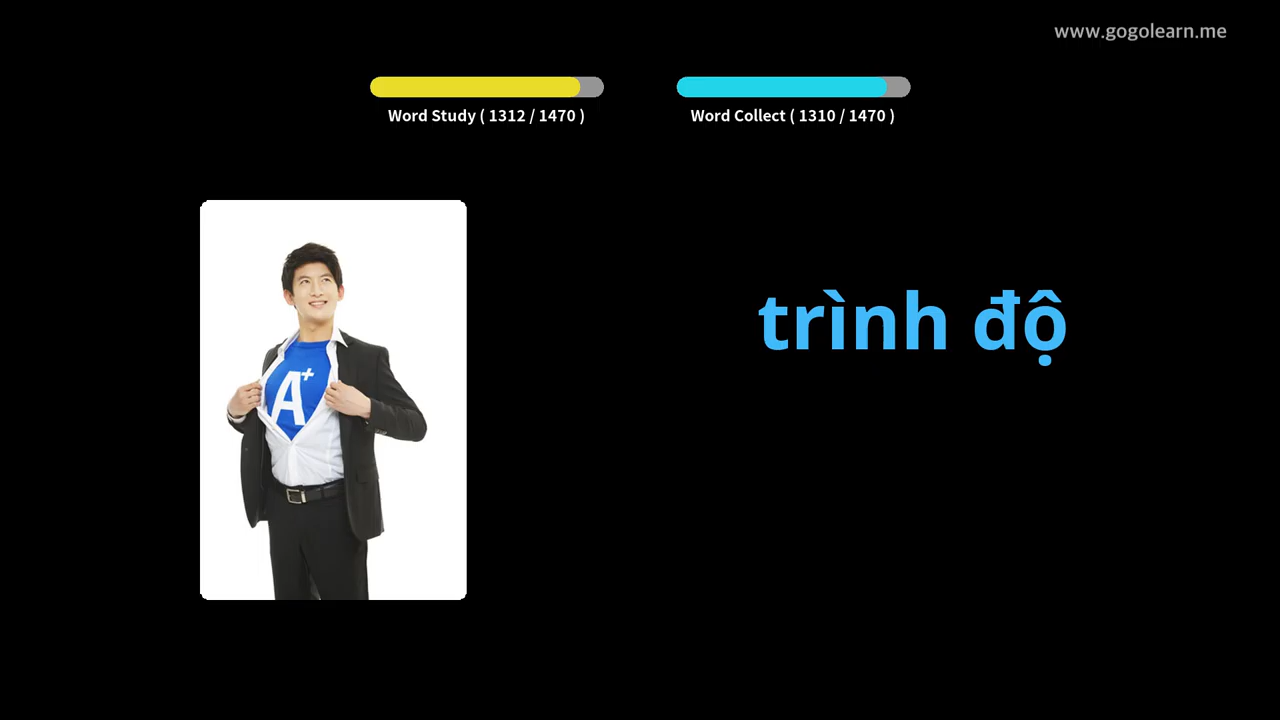 www.gogolearn.me
Word Study ( 1312 / 1470 )
Word Collect ( 1310 / 1470 )
A+
trình độ